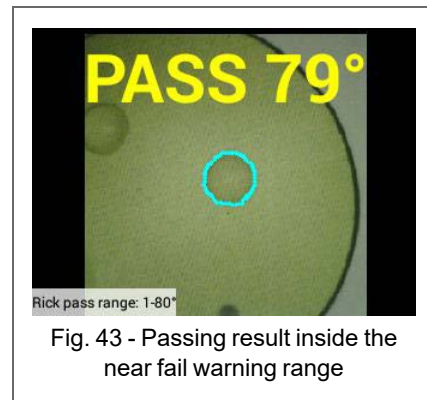 PASS 79°
Rick pass range: 1-80°
Fig. 43 - Passing result inside the
near fail warning range